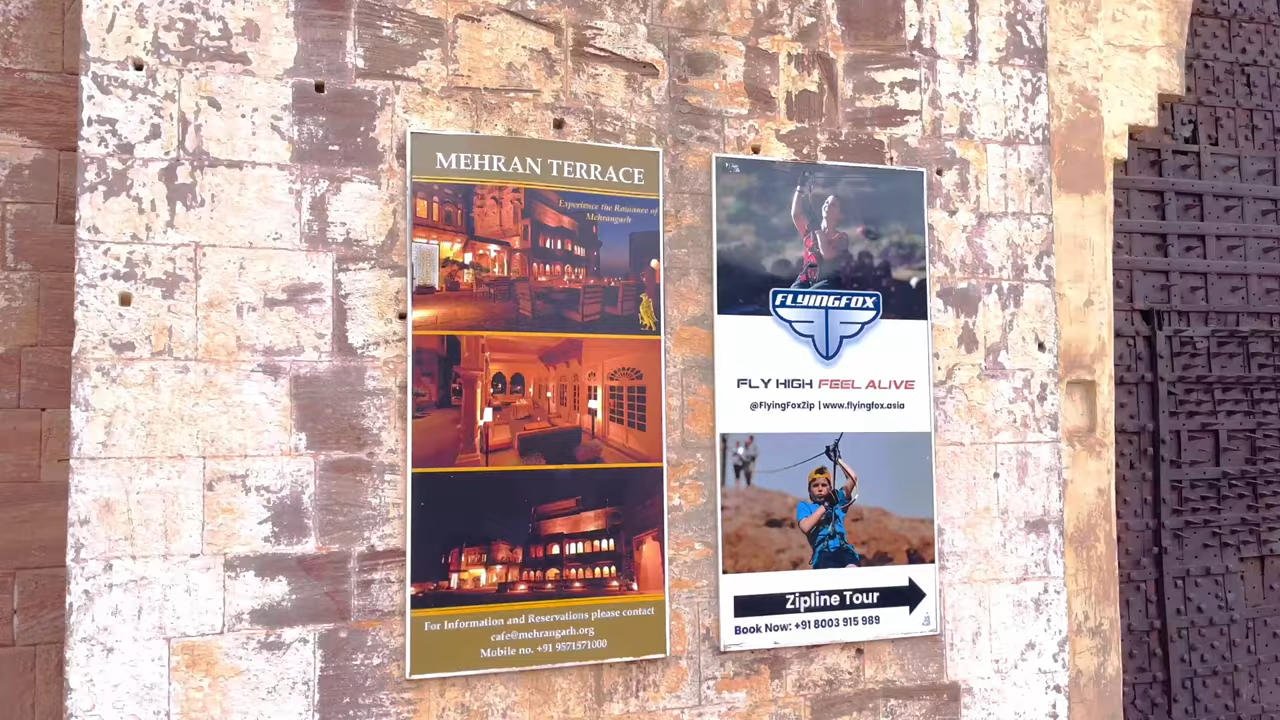 MEHRAN TERRACE
Experience the Romance of
Mehrangarh
For Information and Reservations please contact
cafe@mehrangarh.org
Mobile no. +91 9571571000
FLYINGFOX
FLY HIGH FEEL ALIVE
@FlyingFoxZip | www.flyingfox.asia
Zipline Tour
Book Now: +91 8003 915 989